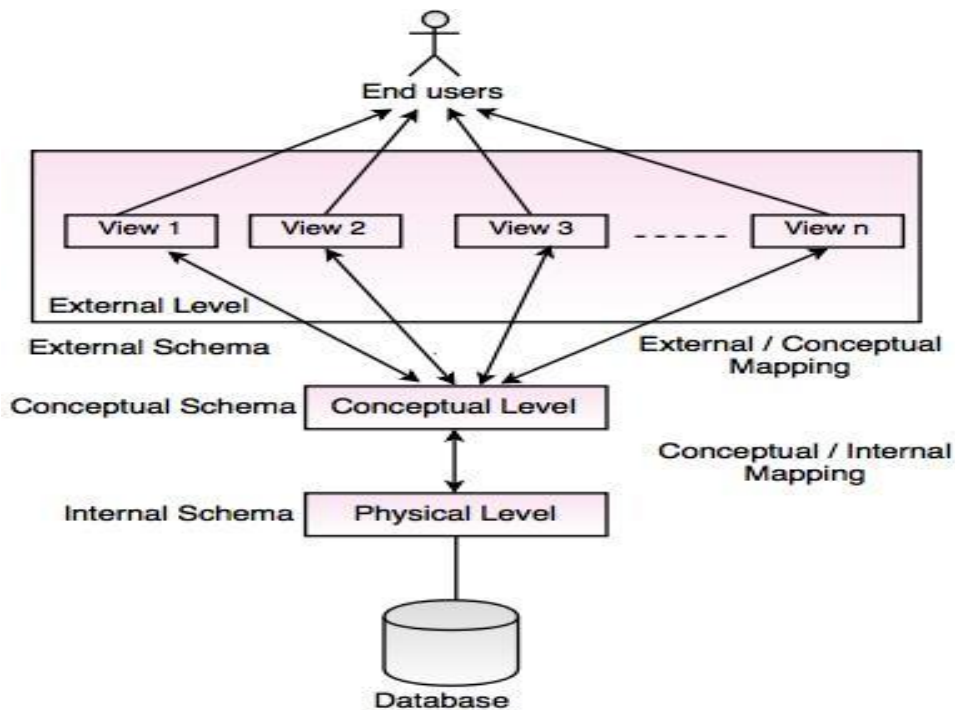 End users
View 1
View 2
View 3
View n
External Level
External Schema
External / Conceptual
Mapping
Conceptual Schema
Conceptual Level
Conceptual / Internal
Mapping
Internal Schema
Physical Level
Database